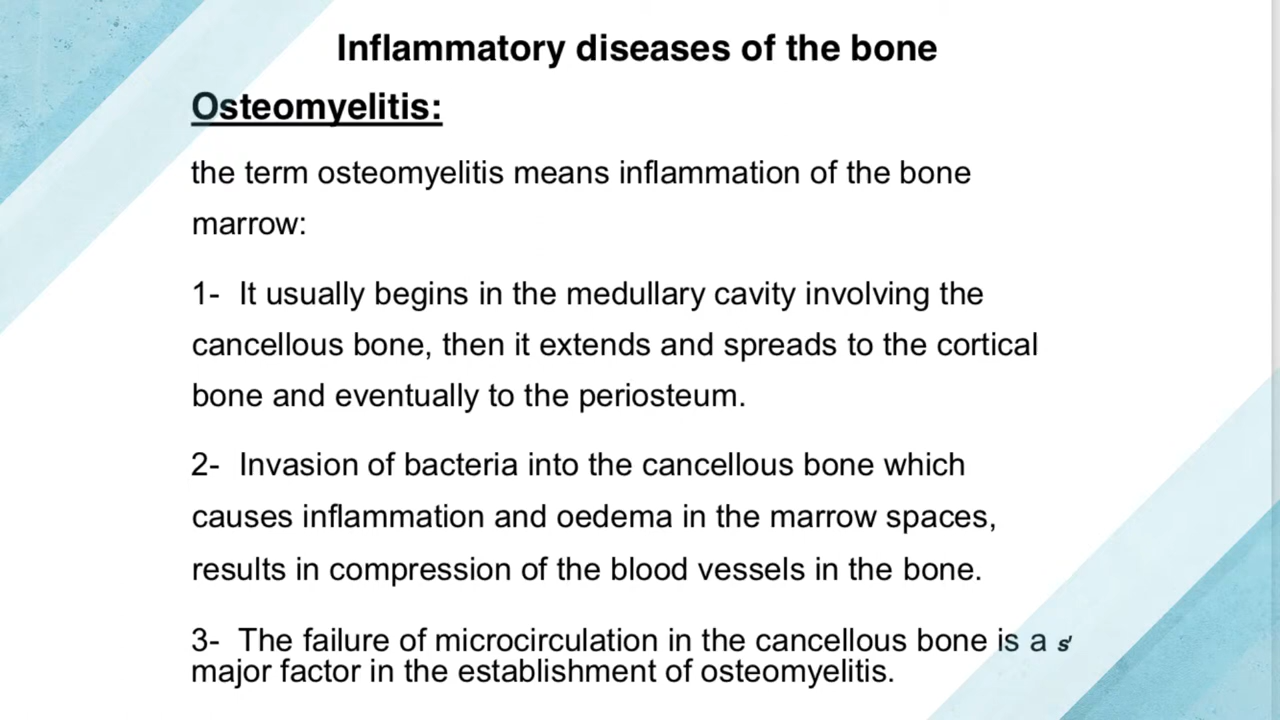 Inflammatory diseases of the bone
Osteomyelitis:
the term osteomyelitis means inflammation of the bone
marrow:
1- It usually begins in the medullary cavity involving the
cancellous bone, then it extends and spreads to the cortical
bone and eventually to the periosteum.
2- Invasion of bacteria into the cancellous bone which
causes inflammation and oedema in the marrow spaces,
results in compression of the blood vessels in the bone.
3- The failure of microcirculation in the cancellous bone is a
major factor in the establishment of osteomyelitis.